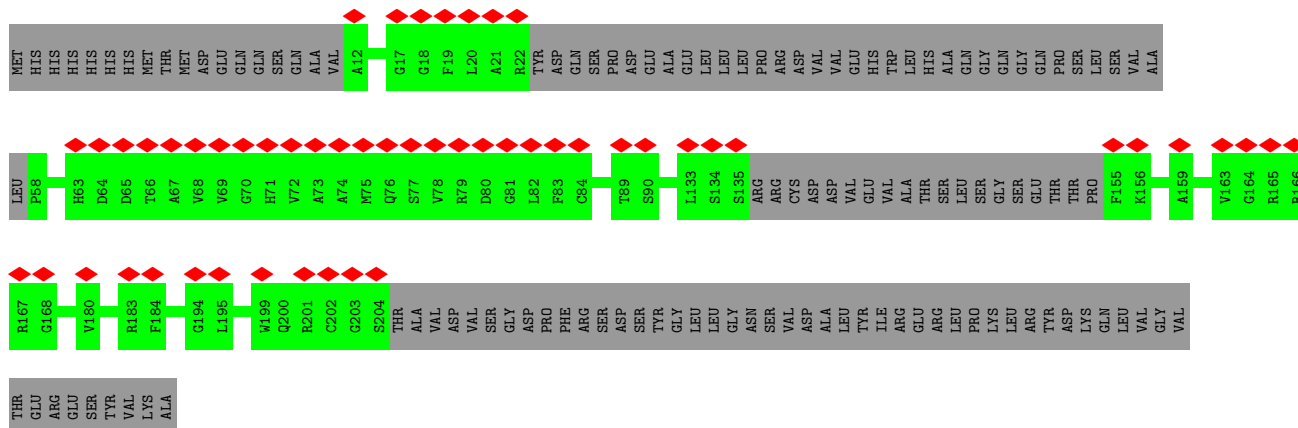 MET HIS HIS HIS HIS HIS HIS MET THR MET ASP GLU GLN GLN SER GLN ALA VAL A12 G17 G18 F19 L20 A21 R22 TYR ASP GLN SER PRO ASP GLU ALA GLU LEU LEU LEU PRO ARG ASP VAL VAL GLU HIS TRP LEU HIS ALA GLN GLY GLN GLY GLN PRO SER LEU SER VAL ALA
LEU P58 H63 D64 D65 T66 A67 V68 V69 G70 H71 V72 A73 A74 M75 Q76 S77 V78 R79 D80 G81 L82 F83 C84 T89 S90 L133 S134 S135 ARG ARG CYS ASP ASP VAL GLU VAL ALA THR SER LEU SER GLY SER GLU THR THR PRO F155 K156 A159 V163 G164 R165 R166
R167 G168 V180 R183 F184 G194 L195 W199 Q200 R201 C202 G203 S204 THR ALA VAL ASP VAL SER GLY ASP PRO PHE ARG SER ASP SER TYR GLY LEU LEU GLY ASN SER VAL ASP ALA LEU TYR ILE ARG GLU ARG LEU PRO LYS LEU ARG TYR ASP LYS GLN LEU VAL GLY VAL
THR GLU ARG GLU SER TYR VAL LYS ALA